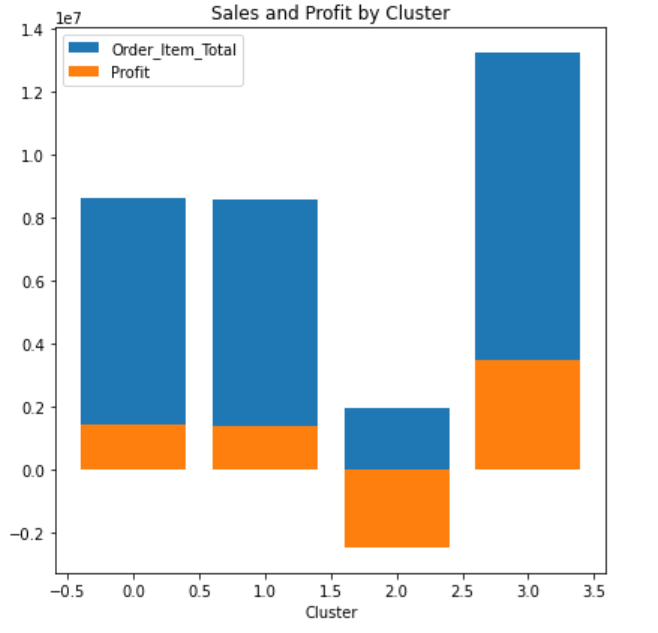 Sales and Profit by Cluster
1e7
Order_Item_Total
Profit
1.4
1.2
1.0
0.8
0.6
0.4
0.2
0.0
−0.2
−0.5 0.0 0.5 1.0 1.5 2.0 2.5 3.0 3.5
Cluster